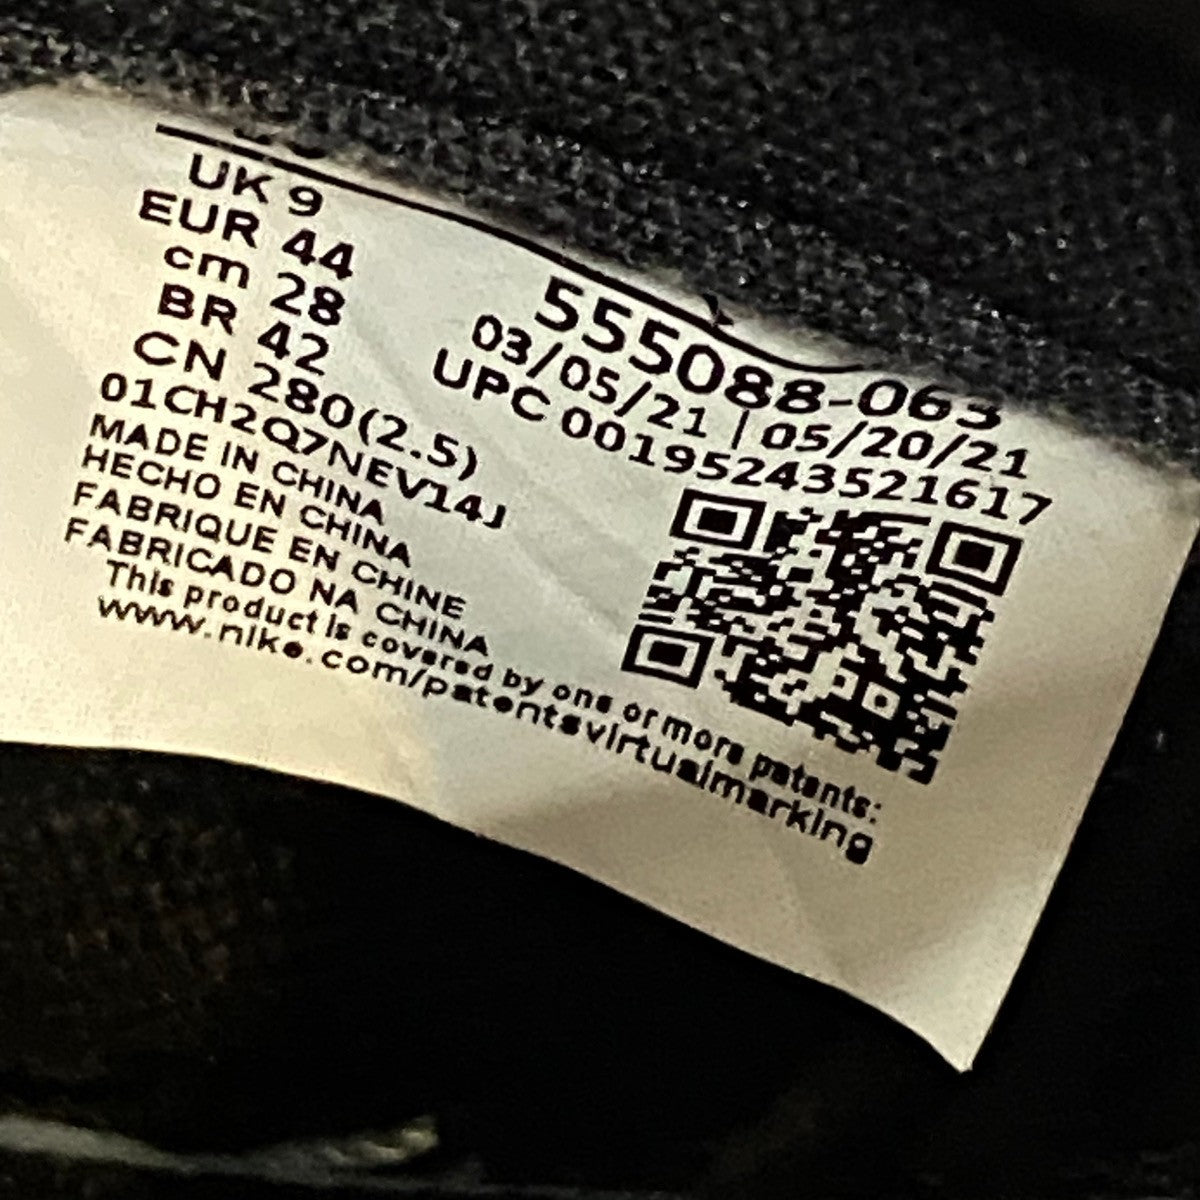 UK 9
EUR 44
cm 28
BR 42
CN 280(2.5)
555088-063
03/05/21 | 05/20/21
UPC 00195243521617
01CH2Q7NEV14J
MADE IN CHINA
HECHO EN CHINA
FABRIQUE EN CHINE
FABRICADO NA CHINA
This product is covered by one or more patents:
www.nike.com/patentsvirtualmarking